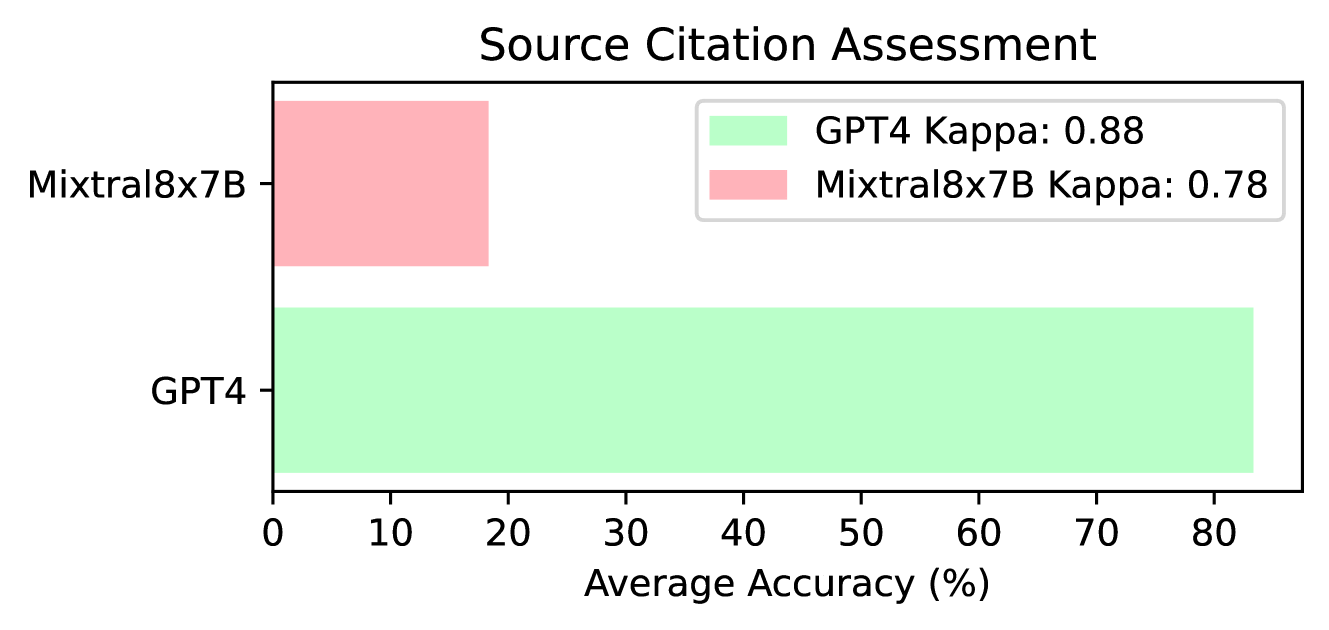 Source Citation Assessment
GPT4 Kappa: 0.88
Mixtral8x7B Kappa: 0.78
Mixtral8x7B
GPT4
0 10 20 30 40 50 60 70 80
Average Accuracy (%)